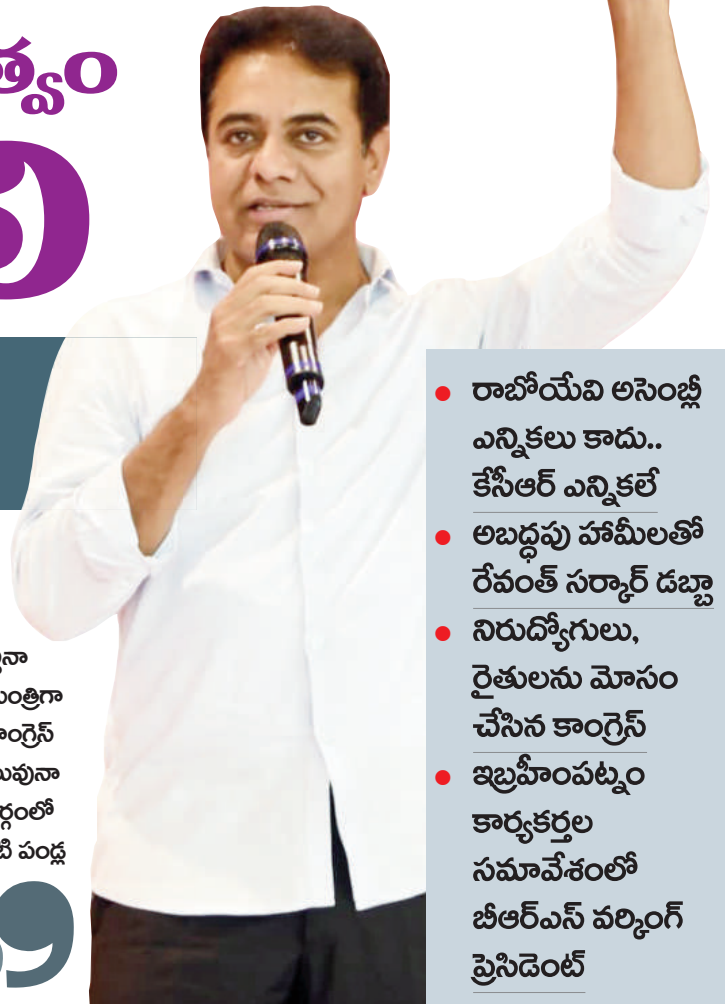 రాబోయేవి అసెంబ్లీ
ఎన్నికలు కాదు..
కేసీఆర్ ఎన్నికలే
అబద్ధపు హామీలతో
రేవంత్ సర్కార్ డబ్బా
నిరుద్యోగులు,
రైతులను మోసం
చేసిన కాంగ్రెస్
ఇబ్రహీంపట్నం
కార్యకర్తల
సమావేశంలో
బీఆర్ఎస్ వర్కింగ్
ప్రెసిడెంట్
పండ్ల